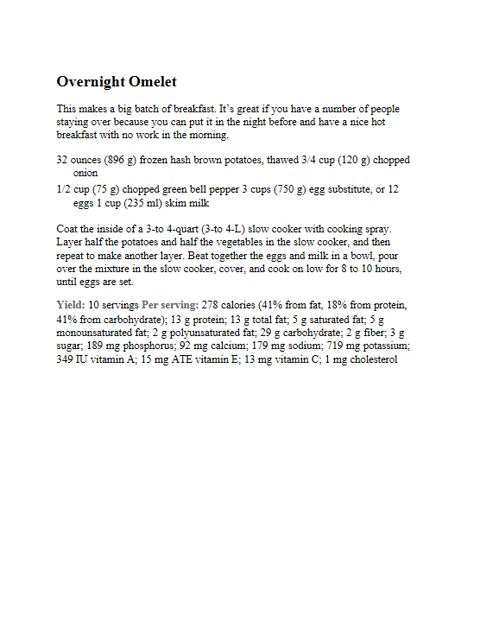 Overnight Omelet
This makes a big batch of breakfast. It's great if you have a number of people
staying over because you can put it in the night before and have a nice hot
breakfast with no work in the morning.
32 ounces (896 g) frozen hash brown potatoes, thawed 3/4 cup (120 g) chopped
onion
1/2 cup (75 g) chopped green bell pepper 3 cups (750 g) egg substitute, or 12
eggs 1 cup (235 ml) skim milk
Coat the inside of a 3-to 4-quart (3-to 4-L) slow cooker with cooking spray.
Layer half the potatoes and half the vegetables in the slow cooker, and then
repeat to make another layer. Beat together the eggs and milk in a bowl, pour
over the mixture in the slow cooker, cover, and cook on low for 8 to 10 hours,
until eggs are set.
Yield: 10 servings Per serving: 278 calories (41% from fat, 18% from protein,
41% from carbohydrate); 13 g protein; 13 g total fat; 5 g saturated fat; 5 g
monounsaturated fat; 2 g polyunsaturated fat; 29 g carbohydrate; 2 g fiber; 3 g
sugar; 189 mg phosphorus; 92 mg calcium; 179 mg sodium; 719 mg potassium;
349 IU vitamin A; 15 mg ATE vitamin E; 13 mg vitamin C; 1 mg cholesterol